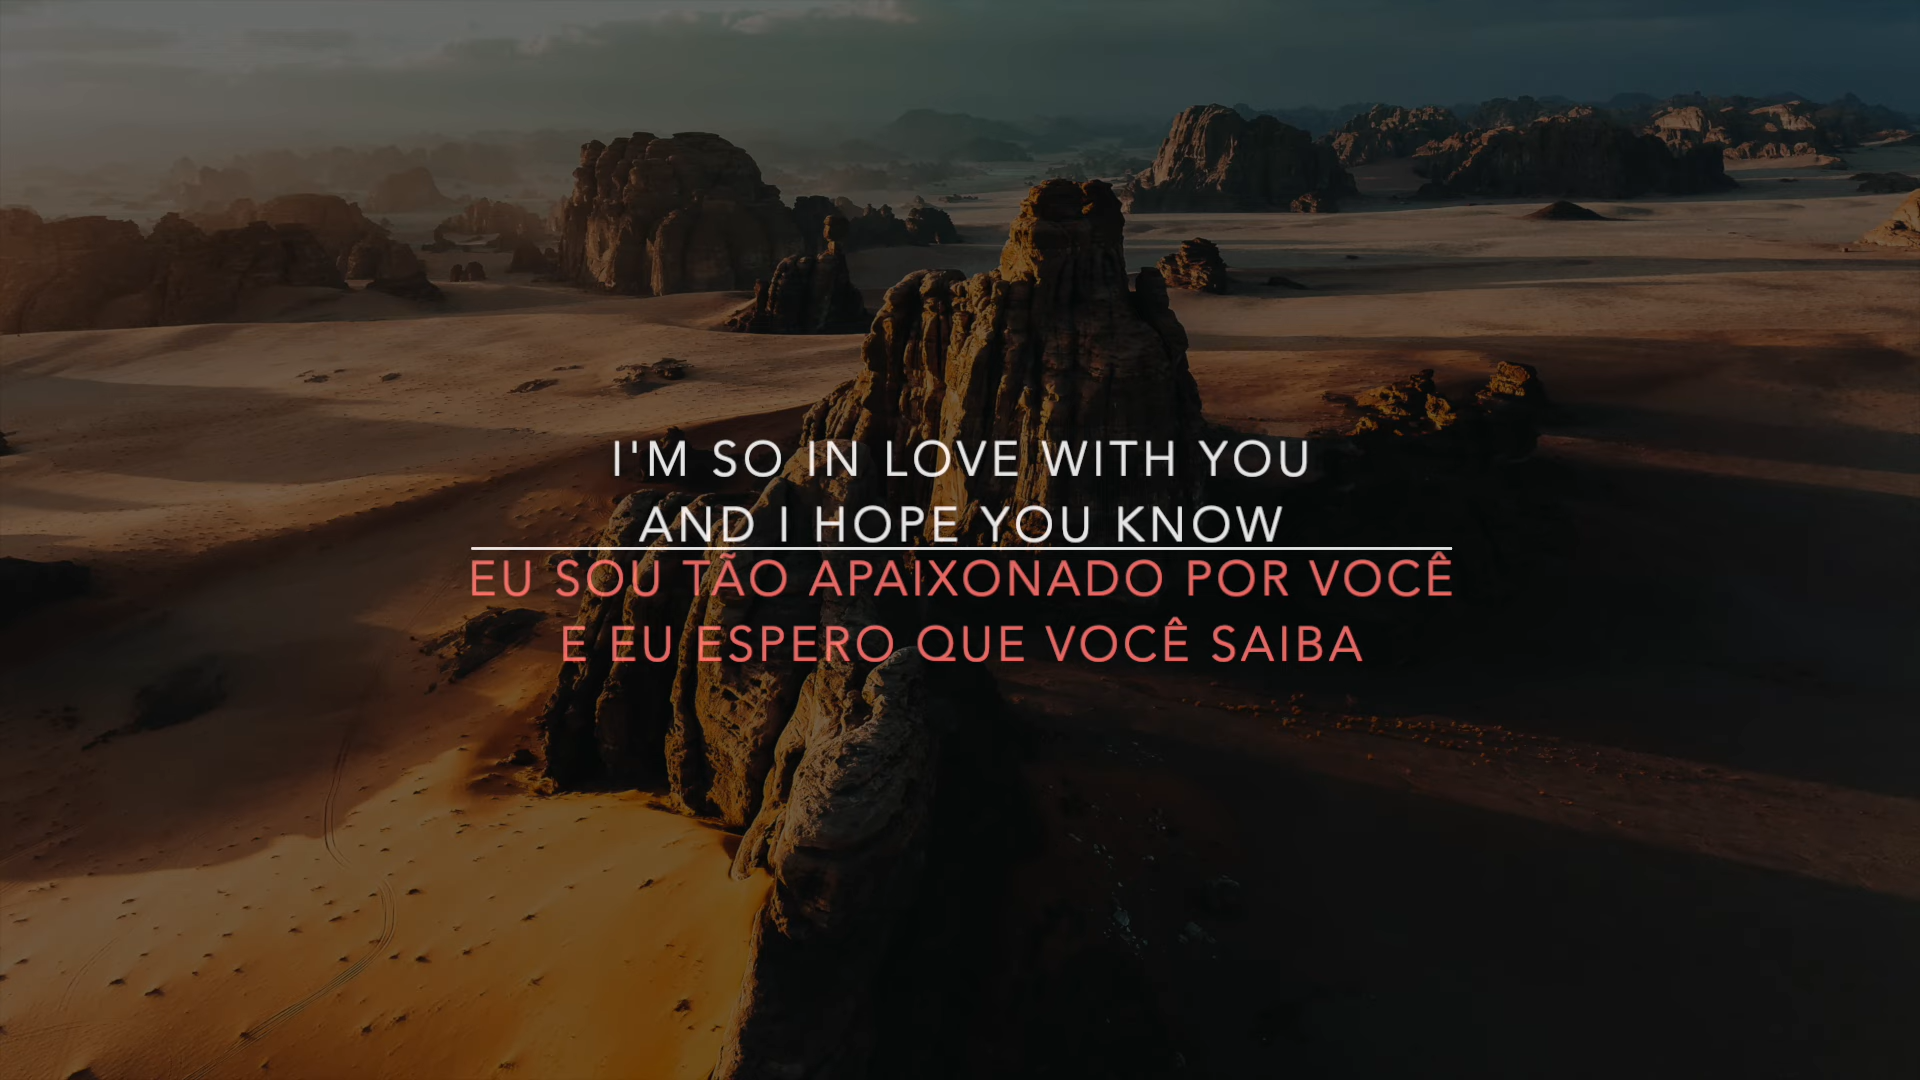 I'M SO IN LOVE WITH YOU
AND I HOPE YOU KNOW
EU SOU TÃO APAIXONADO POR VOCÊ
E EU ESPERO QUE VOCÊ SAIBA